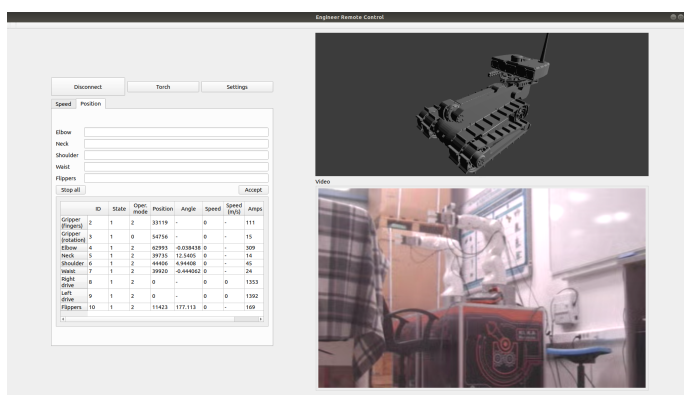 Engineer Remote Control
Disconnect Torch Settings
Speed Position
Elbow
Neck
Shoulder
Waist
Flippers
Stop all Accept
ID State Oper. mode Position Angle Speed Speed (m/s) Amps
Gripper (fingers) 2 1 2 33119 - 0 - 111
Gripper (rotation) 3 1 0 54756 - 0 - 15
Elbow 4 1 2 62993 -0.038438 0 - 309
Neck 5 1 2 39735 12.5405 0 - 14
Shoulder 6 1 2 44406 4.94408 0 - 45
Waist 7 1 2 39920 -0.444062 0 - 24
Right drive 8 1 2 0 - 0 0 1353
Left drive 9 1 2 0 - 0 0 1392
Flippers 10 1 2 11423 177.113 0 - 169
Video